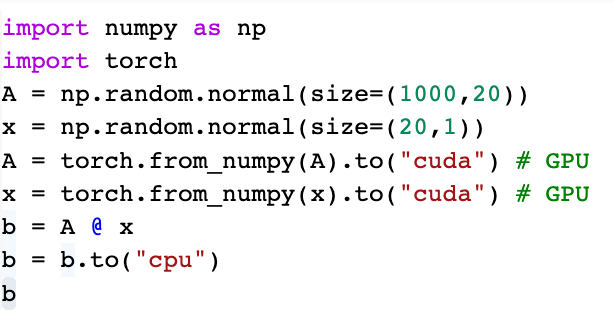 import numpy as np
import torch
A = np.random.normal(size=(1000,20))
x = np.random.normal(size=(20,1))
A = torch.from_numpy(A).to("cuda") # GPU
x = torch.from_numpy(x).to("cuda") # GPU
b = A @ x
b = b.to("cpu")
b